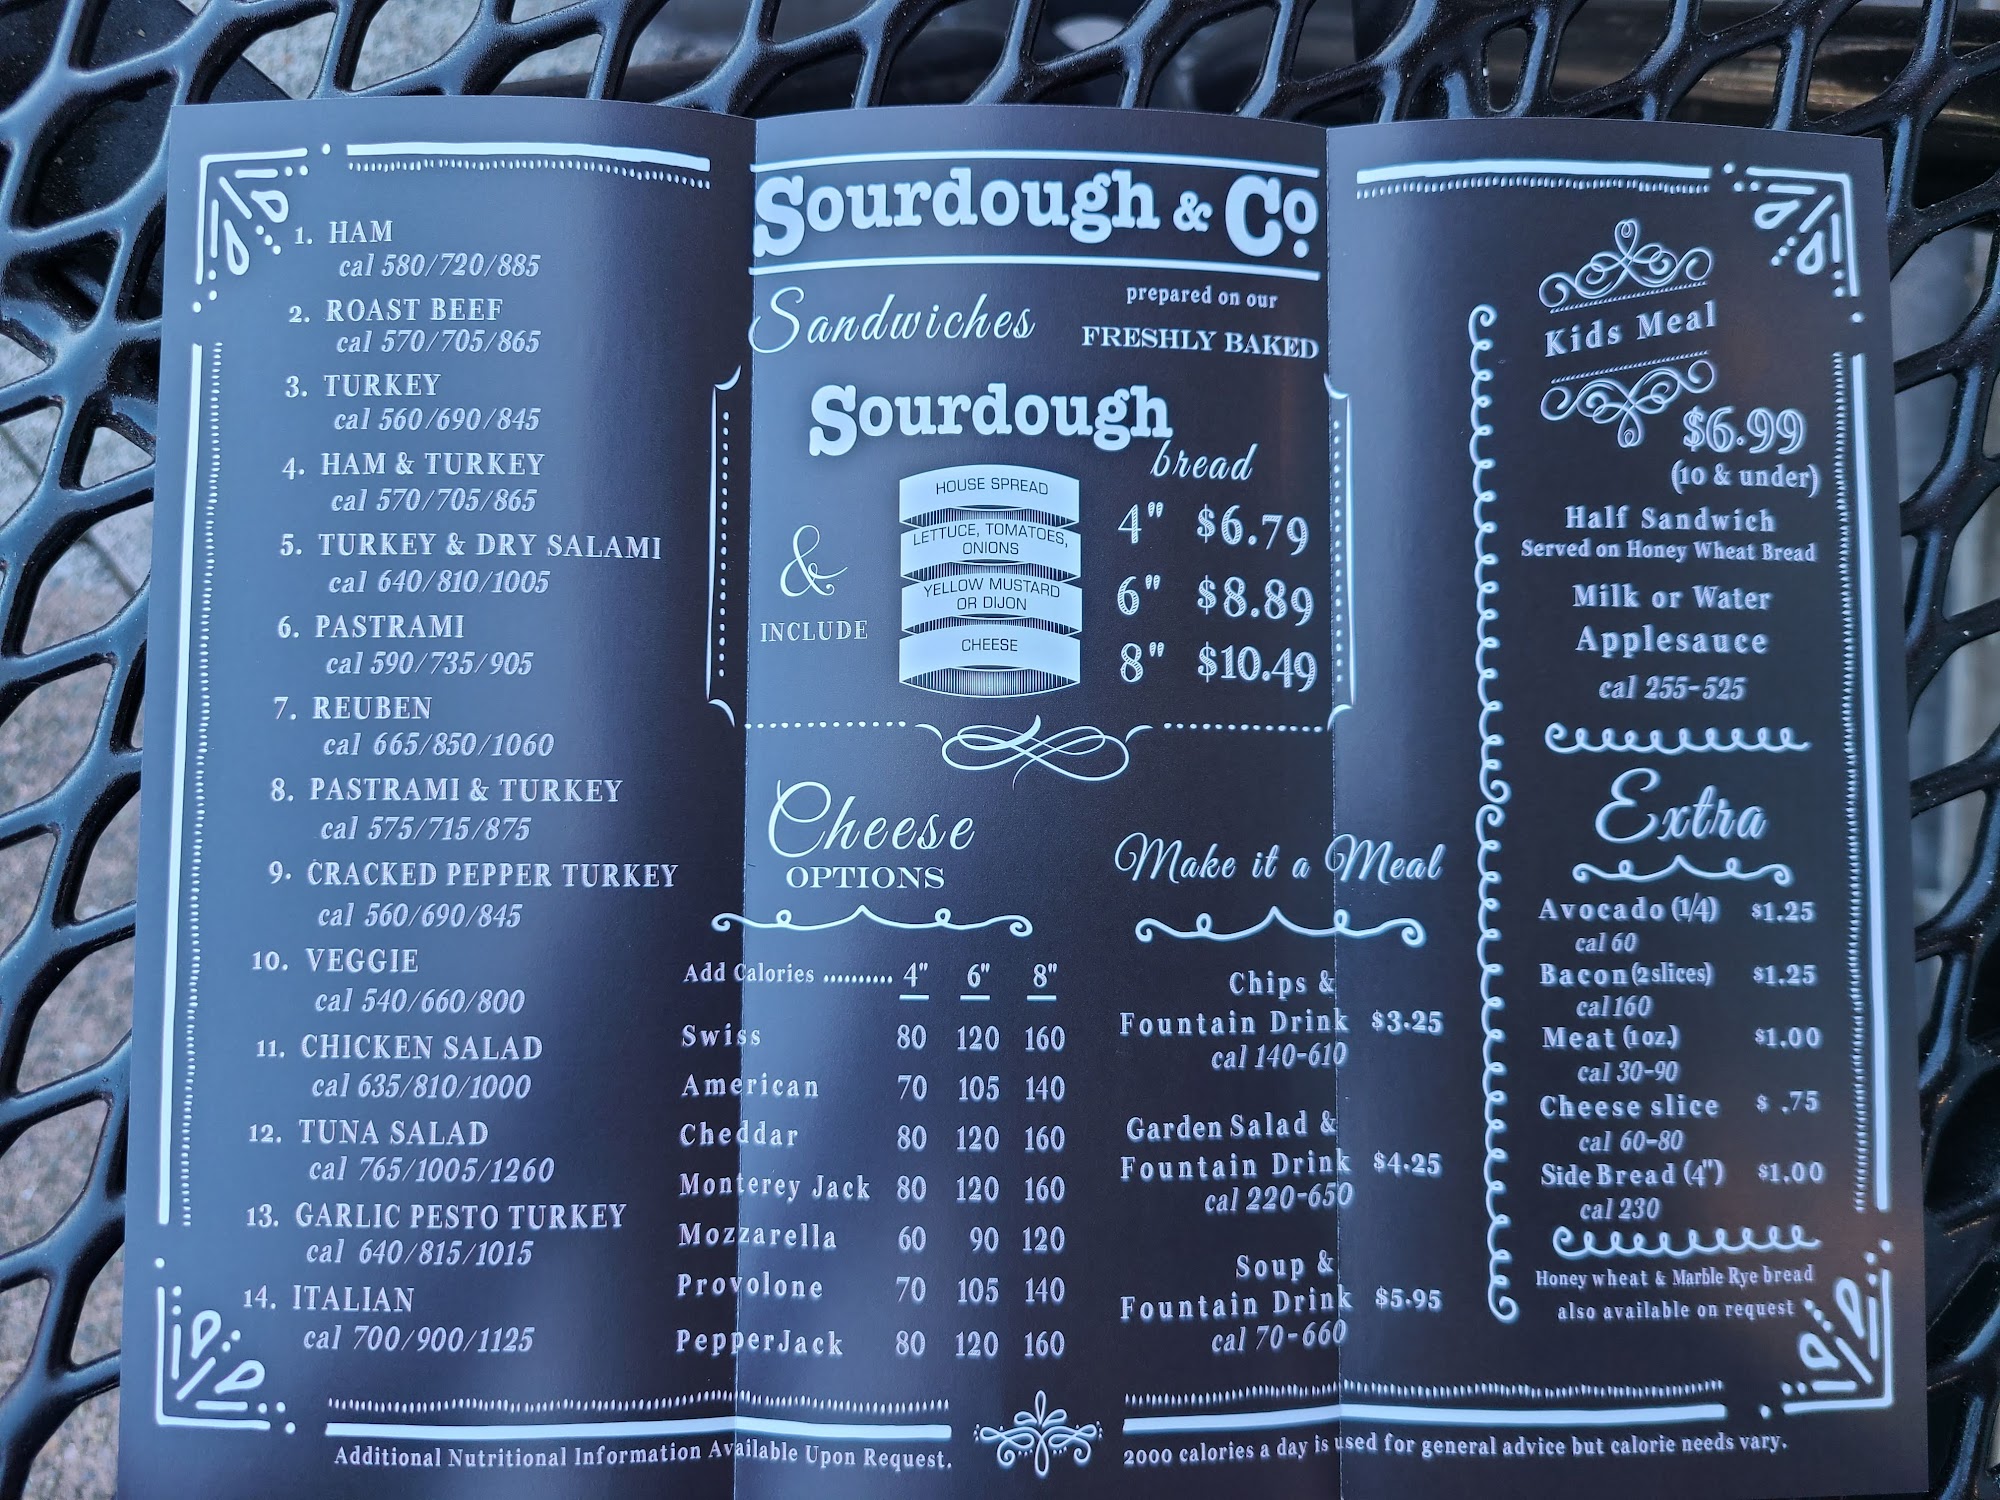 1. HAM
cal 580/720/885
2. ROAST BEEF
cal 570/705/865
3. TURKEY
cal 560/690/845
4. HAM & TURKEY
cal 570/705/865
5. TURKEY & DRY SALAMI
cal 640/810/1005
6. PASTRAMI
cal 590/735/905
7. REUBEN
cal 665/850/1060
8. PASTRAMI & TURKEY
cal 575/715/875
9. CRACKED PEPPER TURKEY
cal 560/690/845
10. VEGGIE
cal 540/660/800
11. CHICKEN SALAD
cal 635/810/1000
12. TUNA SALAD
cal 765/1005/1260
13. GARLIC PESTO TURKEY
cal 640/815/1015
14. ITALIAN
cal 700/900/1125
Sourdough & Co.
Sandwiches
prepared on our
FRESHLY BAKED
Sourdough
bread
&
INCLUDE
HOUSE SPREAD
LETTUCE, TOMATOES,
ONIONS
YELLOW MUSTARD
OR DIJON
CHEESE
4" $6.79
6" $8.89
8" $10.49
Cheese
OPTIONS
Add Calories .......... 4" 6" 8"
Swiss 80 120 160
American 70 105 140
Cheddar 80 120 160
Monterey Jack 80 120 160
Mozzarella 60 90 120
Provolone 70 105 140
PepperJack 80 120 160
Make it a Meal
Chips &
Fountain Drink $3.25
cal 140-610
Garden Salad &
Fountain Drink $4.25
cal 220-650
Soup &
Fountain Drink $5.95
cal 70-660
Kids Meal
$6.99
(10 & under)
Half Sandwich
Served on Honey Wheat Bread
Milk or Water
Applesauce
cal 255-525
Extra
Avocado (1/4) $1.25
cal 60
Bacon (2 slices) $1.25
cal 160
Meat (1 oz.) $1.00
cal 30-90
Cheese slice $ .75
cal 60-80
Side Bread (4") $1.00
cal 230
Honey wheat & Marble Rye bread
also available on request
Additional Nutritional Information Available Upon Request.
2000 calories a day is used for general advice but calorie needs vary.